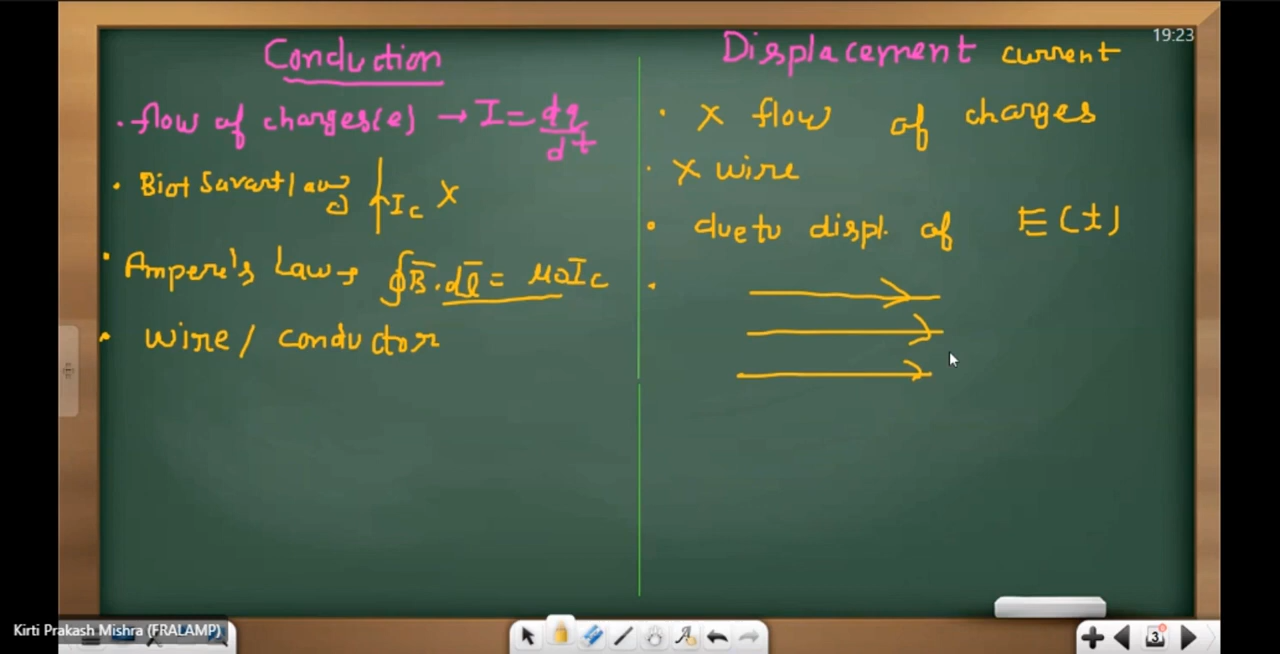 19:23
Conduction
• flow of charges(e) → I = dq/dt
• Biot Savart law Ic X
• Ampere's Law → ∮B̅.dl̅ = μ0Ic
• wire / conductor
Displacement current
• X flow of charges
• X wire
• due to displ. of E(t)
•
Kirti Prakash Mishra (FRALAMP)
3